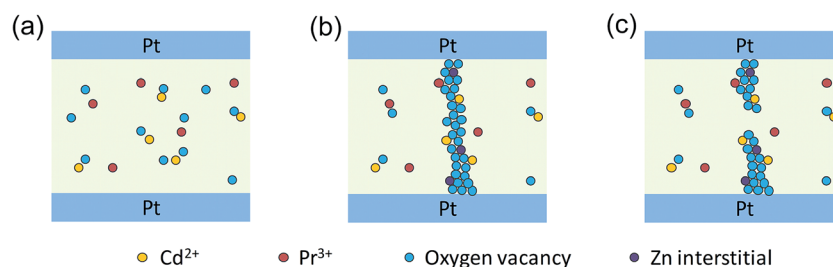 (a)
Pt
Pt
(b)
Pt
Pt
(c)
Pt
Pt
Cd²⁺
Pr³⁺
Oxygen vacancy
Zn interstitial